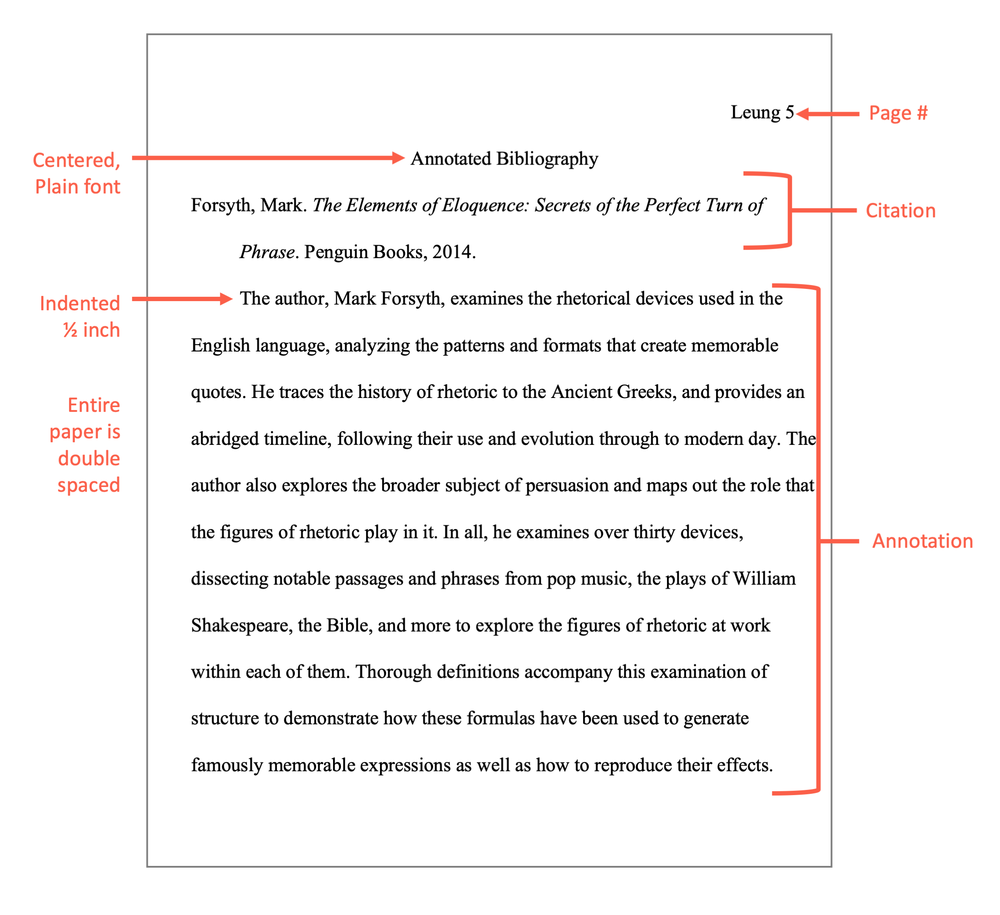 Leung 5
Page #
Centered,
Plain font
Annotated Bibliography
Forsyth, Mark. The Elements of Eloquence: Secrets of the Perfect Turn of
Citation
Phrase. Penguin Books, 2014.
Indented
½ inch
The author, Mark Forsyth, examines the rhetorical devices used in the
English language, analyzing the patterns and formats that create memorable
quotes. He traces the history of rhetoric to the Ancient Greeks, and provides an
abridged timeline, following their use and evolution through to modern day. The
author also explores the broader subject of persuasion and maps out the role that
the figures of rhetoric play in it. In all, he examines over thirty devices,
dissecting notable passages and phrases from pop music, the plays of William
Shakespeare, the Bible, and more to explore the figures of rhetoric at work
within each of them. Thorough definitions accompany this examination of
structure to demonstrate how these formulas have been used to generate
famously memorable expressions as well as how to reproduce their effects.
Entire
paper is
double
spaced
Annotation